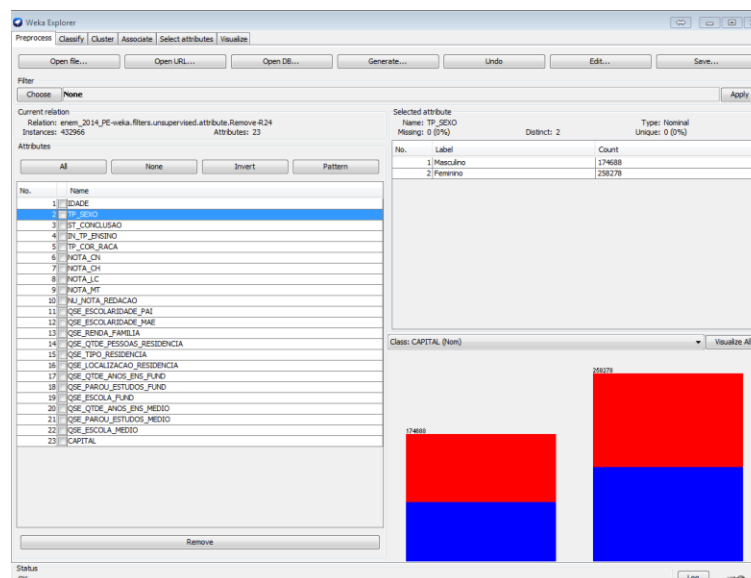 Weka Explorer
Preprocess Classify Cluster Associate Select attributes Visualize
Open file... Open URL... Open DB... Generate... Undo Edit... Save...
Filter
Choose None Apply
Current relation
Relation: enem_2014_PE-weka.filters.unsupervised.attribute.Remove-R24
Instances: 432966 Attributes: 23
Attributes
All None Invert Pattern
No. Name
1 IDADE
2 TP_SEXO
3 ST_CONCLUSAO
4 IN_TP_ENSINO
5 TP_COR_RACA
6 NOTA_CN
7 NOTA_CH
8 NOTA_LC
9 NOTA_MT
10 NU_NOTA_REDACAO
11 QSE_ESCOLARIDADE_PAI
12 QSE_ESCOLARIDADE_MAE
13 QSE_RENDA_FAMILIA
14 QSE_QTDE_PESSOAS_RESIDENCIA
15 QSE_TIPO_RESIDENCIA
16 QSE_LOCALIZACAO_RESIDENCIA
17 QSE_QTDE_ANOS_ENS_FUND
18 QSE_PAROU_ESTUDOS_FUND
19 QSE_ESCOLA_FUND
20 QSE_QTDE_ANOS_ENS_MEDIO
21 QSE_PAROU_ESTUDOS_MEDIO
22 QSE_ESCOLA_MEDIO
23 CAPITAL
Remove
Selected attribute
Name: TP_SEXO Type: Nominal
Missing: 0 (0%) Distinct: 2 Unique: 0 (0%)
No. Label Count
1 Masculino 174688
2 Feminino 258278
Class: CAPITAL (Nom) Visualize All
174688
258278
Status
Log